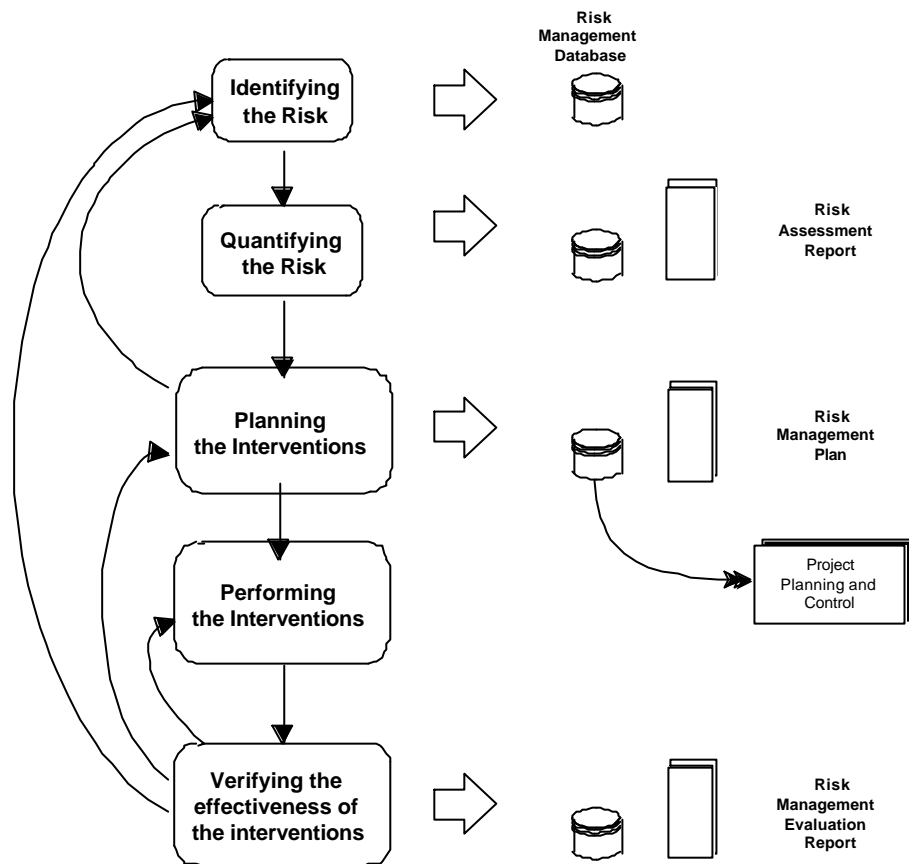 Risk
Management
Database
Identifying
the Risk
Quantifying
the Risk
Risk
Assessment
Report
Planning
the Interventions
Risk
Management
Plan
Project
Planning and
Control
Performing
the Interventions
Verifying the
effectiveness of
the interventions
Risk
Management
Evaluation
Report